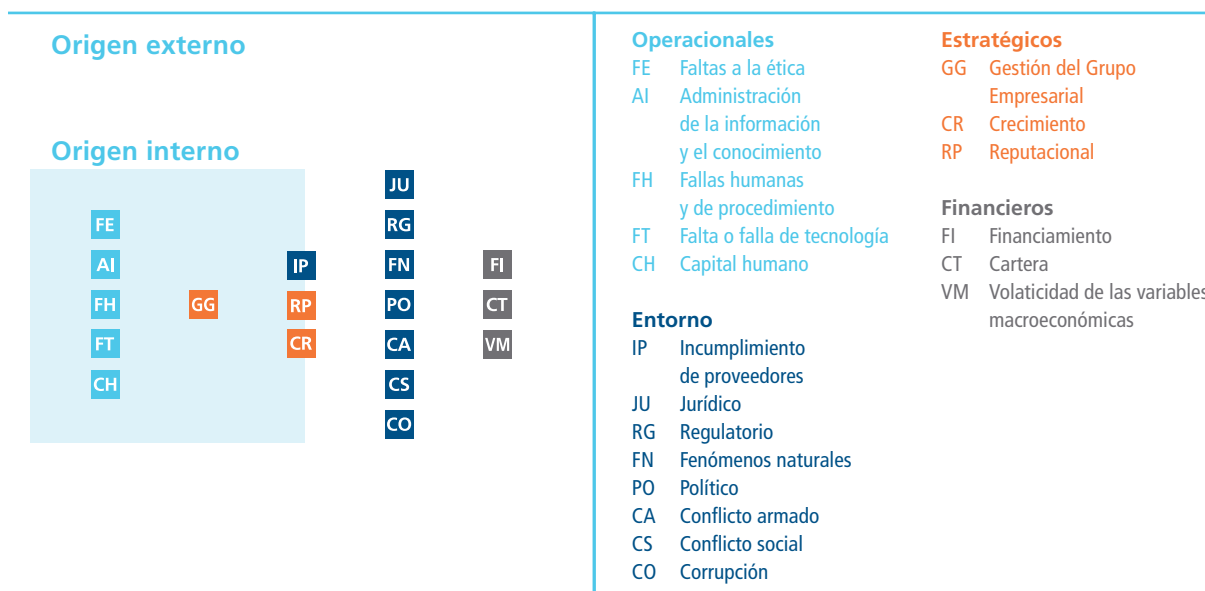 Origen externo
Origen interno
JU
FE
RG
AI
IP
FN
FI
FH
GG
RP
PO
CT
FT
CR
CA
VM
CH
CS
CO
Operacionales
FE Faltas a la ética
AI Administración
de la información
y el conocimiento
FH Fallas humanas
y de procedimiento
FT Falta o falla de tecnología
CH Capital humano
Entorno
IP Incumplimiento
de proveedores
JU Jurídico
RG Regulatorio
FN Fenómenos naturales
PO Político
CA Conflicto armado
CS Conflicto social
CO Corrupción
Estratégicos
GG Gestión del Grupo
Empresarial
CR Crecimiento
RP Reputacional
Financieros
FI Financiamiento
CT Cartera
VM Volaticidad de las variables
macroeconómicas